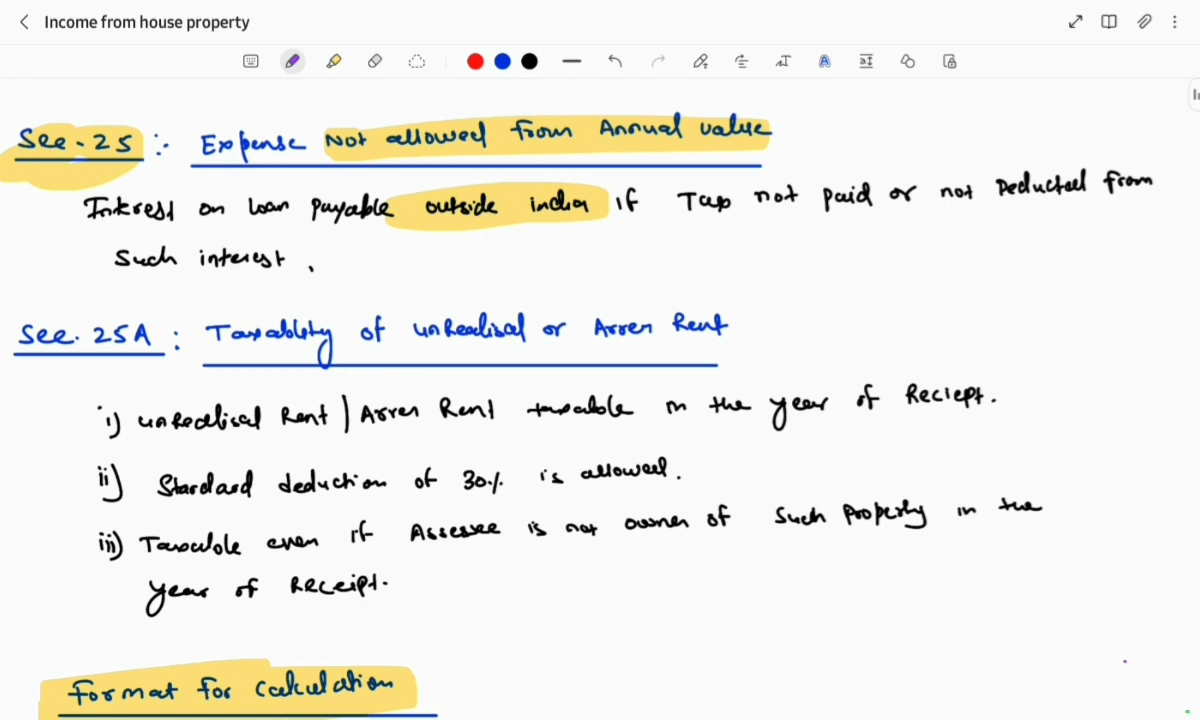 Income from house property
Sec. 25 :- Expense Not allowed from Annual value
Interest on loan payable outside india if Tax not paid or not Deducted from
such interest.
Sec. 25A : Taxability of unRealised or Arrer Rent
i) unRealised Rent | Arrer Rent taxable in the year of Reciept.
ii) Standard deduction of 30% is allowed.
iii) Taxable even if Assessee is not owner of such Property in the
year of Receipt.
Format for calculation